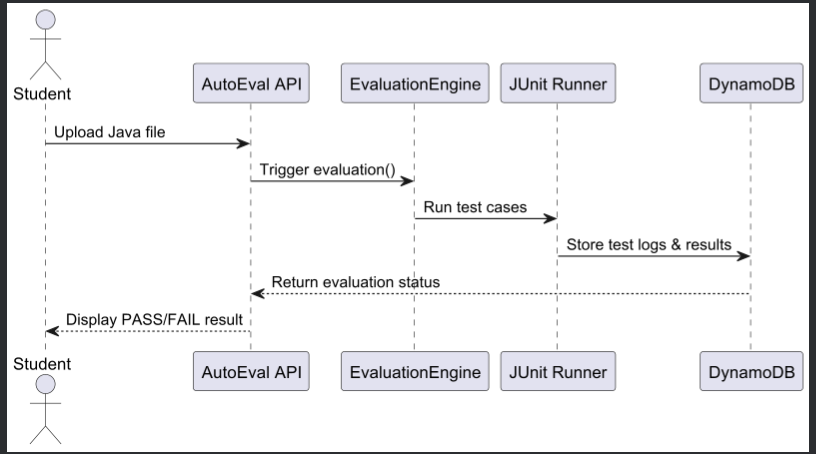 Student
AutoEval API
EvaluationEngine
JUnit Runner
DynamoDB
Upload Java file
Trigger evaluation()
Run test cases
Store test logs & results
Return evaluation status
Display PASS/FAIL result
Student
AutoEval API
EvaluationEngine
JUnit Runner
DynamoDB